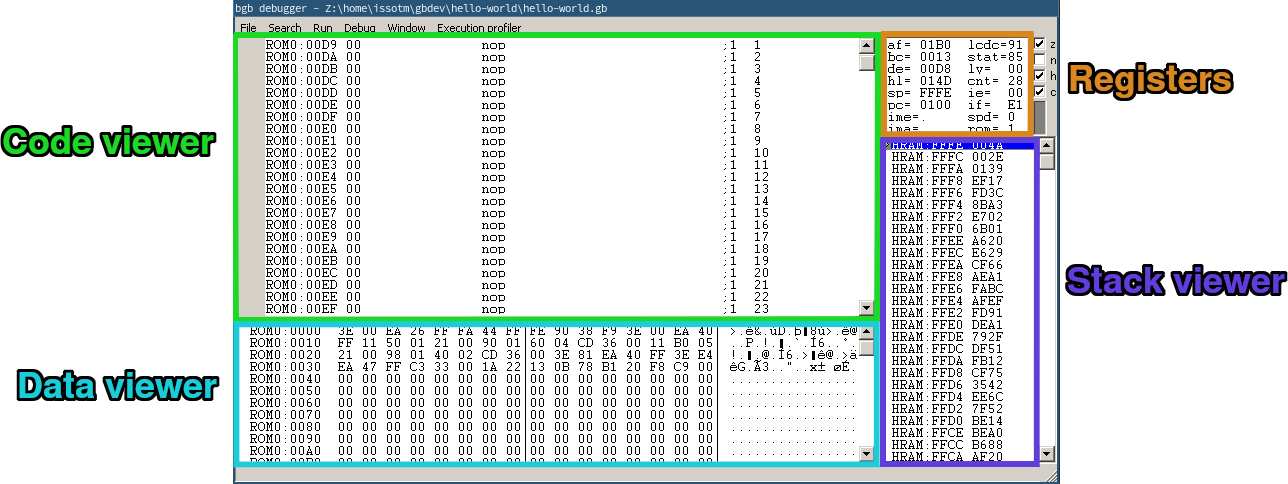 bgb debugger – Z:\home\issotm\gbdev\hello-world\hello-world.gb
File Search Run Debug Window Execution profiler
Code viewer
ROM0:00D9 00 nop ;1 1
ROM0:00DA 00 nop ;1 2
ROM0:00DB 00 nop ;1 3
ROM0:00DC 00 nop ;1 4
ROM0:00DD 00 nop ;1 5
ROM0:00DE 00 nop ;1 6
ROM0:00DF 00 nop ;1 7
ROM0:00E0 00 nop ;1 8
ROM0:00E1 00 nop ;1 9
ROM0:00E2 00 nop ;1 10
ROM0:00E3 00 nop ;1 11
ROM0:00E4 00 nop ;1 12
ROM0:00E5 00 nop ;1 13
ROM0:00E6 00 nop ;1 14
ROM0:00E7 00 nop ;1 15
ROM0:00E8 00 nop ;1 16
ROM0:00E9 00 nop ;1 17
ROM0:00EA 00 nop ;1 18
ROM0:00EB 00 nop ;1 19
ROM0:00EC 00 nop ;1 20
ROM0:00ED 00 nop ;1 21
ROM0:00EE 00 nop ;1 22
ROM0:00EF 00 nop ;1 23
Registers
af= 01B0 lcdc=91 z
bc= 0013 stat=85 n
de= 00D8 ly= 00 h
hl= 014D cnt= 28 c
sp= FFFE ie= 00
pc= 0100 if= E1
ime=. spd= 0
ima= rom= 1
Stack viewer
HRAM:FFFE 004A
HRAM:FFFC 002E
HRAM:FFFA 0139
HRAM:FFF8 EF17
HRAM:FFF6 FD3C
HRAM:FFF4 8BA3
HRAM:FFF2 E702
HRAM:FFF0 6B01
HRAM:FFEE A620
HRAM:FFEC E629
HRAM:FFEA CF66
HRAM:FFE8 AEA1
HRAM:FFE6 FABC
HRAM:FFE4 AFEF
HRAM:FFE2 FD91
HRAM:FFE0 DEA1
HRAM:FFDE 792F
HRAM:FFDC DF51
HRAM:FFDA FB12
HRAM:FFD8 CF75
HRAM:FFD6 3542
HRAM:FFD4 EE6C
HRAM:FFD2 7F52
HRAM:FFD0 BE14
HRAM:FFCE BEA0
HRAM:FFCC B688
HRAM:FFCA AF20
Data viewer
ROM0:0000 3E 00 EA 26 FF FA 44 FF FE 90 38 F9 3E 00 EA 40
ROM0:0010 FF 11 50 01 21 00 90 01 60 04 CD 36 00 11 B0 05
ROM0:0020 21 00 98 01 40 02 CD 36 00 3E 81 EA 40 FF 3E E4
ROM0:0030 EA 47 FF C3 33 00 1A 22 13 0B 78 B1 20 F8 C9 00
ROM0:0040 00 00 00 00 00 00 00 00 00 00 00 00 00 00 00 00 ................
ROM0:0050 00 00 00 00 00 00 00 00 00 00 00 00 00 00 00 00 ................
ROM0:0060 00 00 00 00 00 00 00 00 00 00 00 00 00 00 00 00 ................
ROM0:0070 00 00 00 00 00 00 00 00 00 00 00 00 00 00 00 00 ................
ROM0:0080 00 00 00 00 00 00 00 00 00 00 00 00 00 00 00 00 ................
ROM0:0090 00 00 00 00 00 00 00 00 00 00 00 00 00 00 00 00 ................
ROM0:00A0 00 00 00 00 00 00 00 00 00 00 00 00 00 00 00 00 ................
ROM0:00B0 00 00 00 00 00 00 00 00 00 00 00 00 00 00 00 00